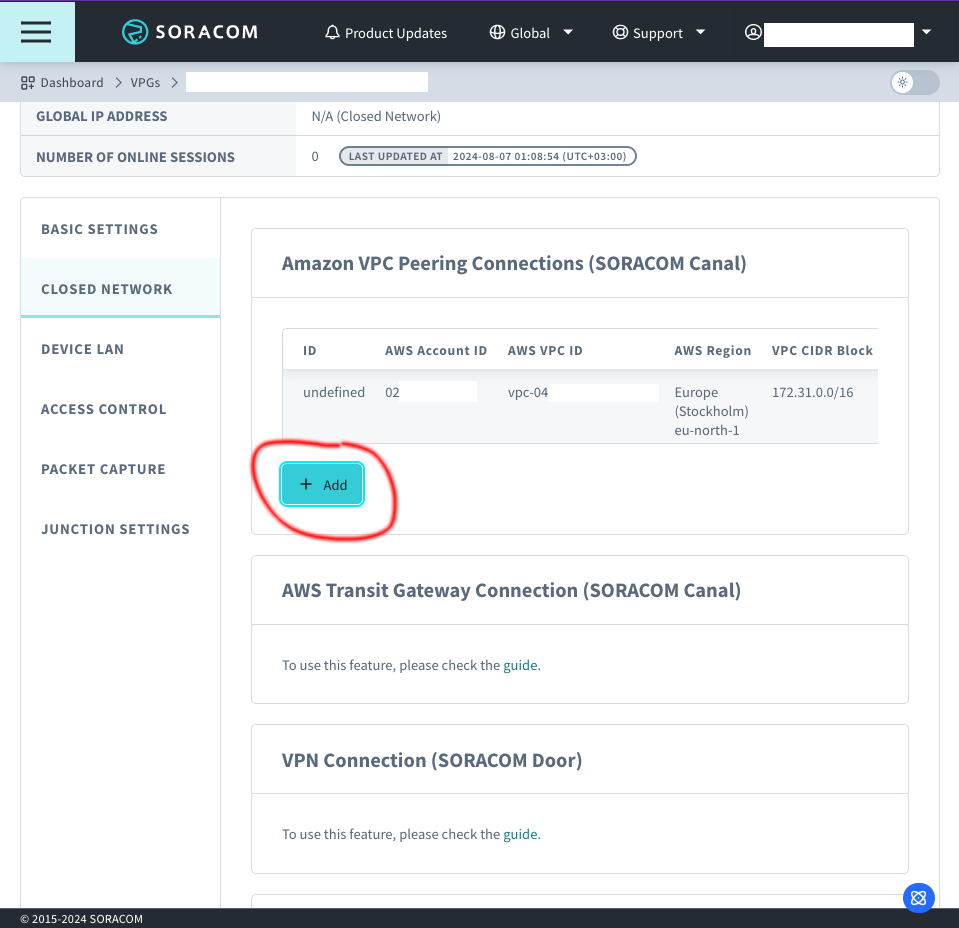 SORACOM
Product Updates
Global
Support
Dashboard > VPGs >
GLOBAL IP ADDRESS N/A (Closed Network)
NUMBER OF ONLINE SESSIONS 0 LAST UPDATED AT 2024-08-07 01:08:54 (UTC+03:00)
BASIC SETTINGS
CLOSED NETWORK
DEVICE LAN
ACCESS CONTROL
PACKET CAPTURE
JUNCTION SETTINGS
Amazon VPC Peering Connections (SORACOM Canal)
ID AWS Account ID AWS VPC ID AWS Region VPC CIDR Block
undefined 02 vpc-04 Europe 172.31.0.0/16
(Stockholm)
eu-north-1
+ Add
AWS Transit Gateway Connection (SORACOM Canal)
To use this feature, please check the guide.
VPN Connection (SORACOM Door)
To use this feature, please check the guide.
© 2015-2024 SORACOM